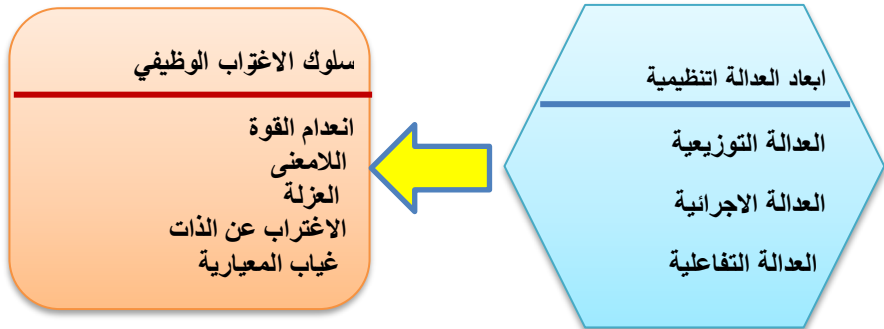 ابعاد العدالة اتنظيمية
العدالة التوزيعية
العدالة الاجرائية
العدالة التفاعلية
سلوك الاغتراب الوظيفي
انعدام القوة
اللامعنى
العزلة
الاغتراب عن الذات
غياب المعيارية